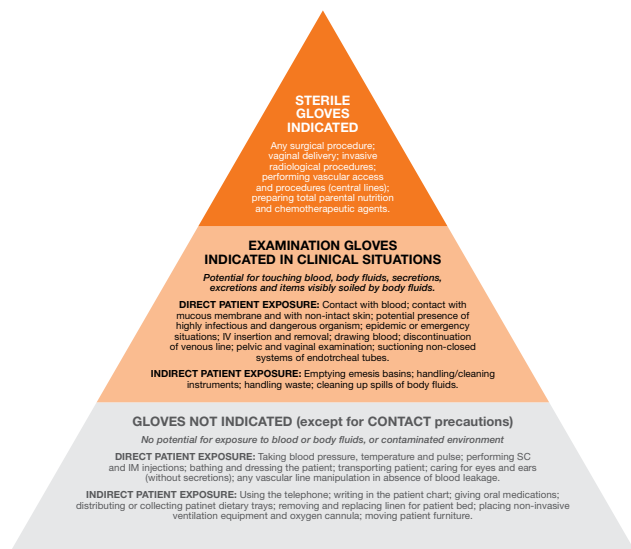 STERILE
GLOVES
INDICATED
Any surgical procedure;
vaginal delivery; invasive
radiological procedures;
performing vascular access
and procedures (central lines);
preparing total parental nutrition
and chemotherapeutic agents.
EXAMINATION GLOVES
INDICATED IN CLINICAL SITUATIONS
Potential for touching blood, body fluids, secretions,
excretions and items visibly soiled by body fluids.
DIRECT PATIENT EXPOSURE: Contact with blood; contact with
mucous membrane and with non-intact skin; potential presence of
highly infectious and dangerous organism; epidemic or emergency
situations; IV insertion and removal; drawing blood; discontinuation
of venous line; pelvic and vaginal examination; suctioning non-closed
systems of endotrcheal tubes.
INDIRECT PATIENT EXPOSURE: Emptying emesis basins; handling/cleaning
instruments; handling waste; cleaning up spills of body fluids.
GLOVES NOT INDICATED (except for CONTACT precautions)
No potential for exposure to blood or body fluids, or contaminated environment
DIRECT PATIENT EXPOSURE: Taking blood pressure, temperature and pulse; performing SC
and IM injections; bathing and dressing the patient; transporting patient; caring for eyes and ears
(without secretions); any vascular line manipulation in absence of blood leakage.
INDIRECT PATIENT EXPOSURE: Using the telephone; writing in the patient chart; giving oral medications;
distributing or collecting patinet dietary trays; removing and replacing linen for patient bed; placing non-invasive
ventilation equipment and oxygen cannula; moving patient furniture.